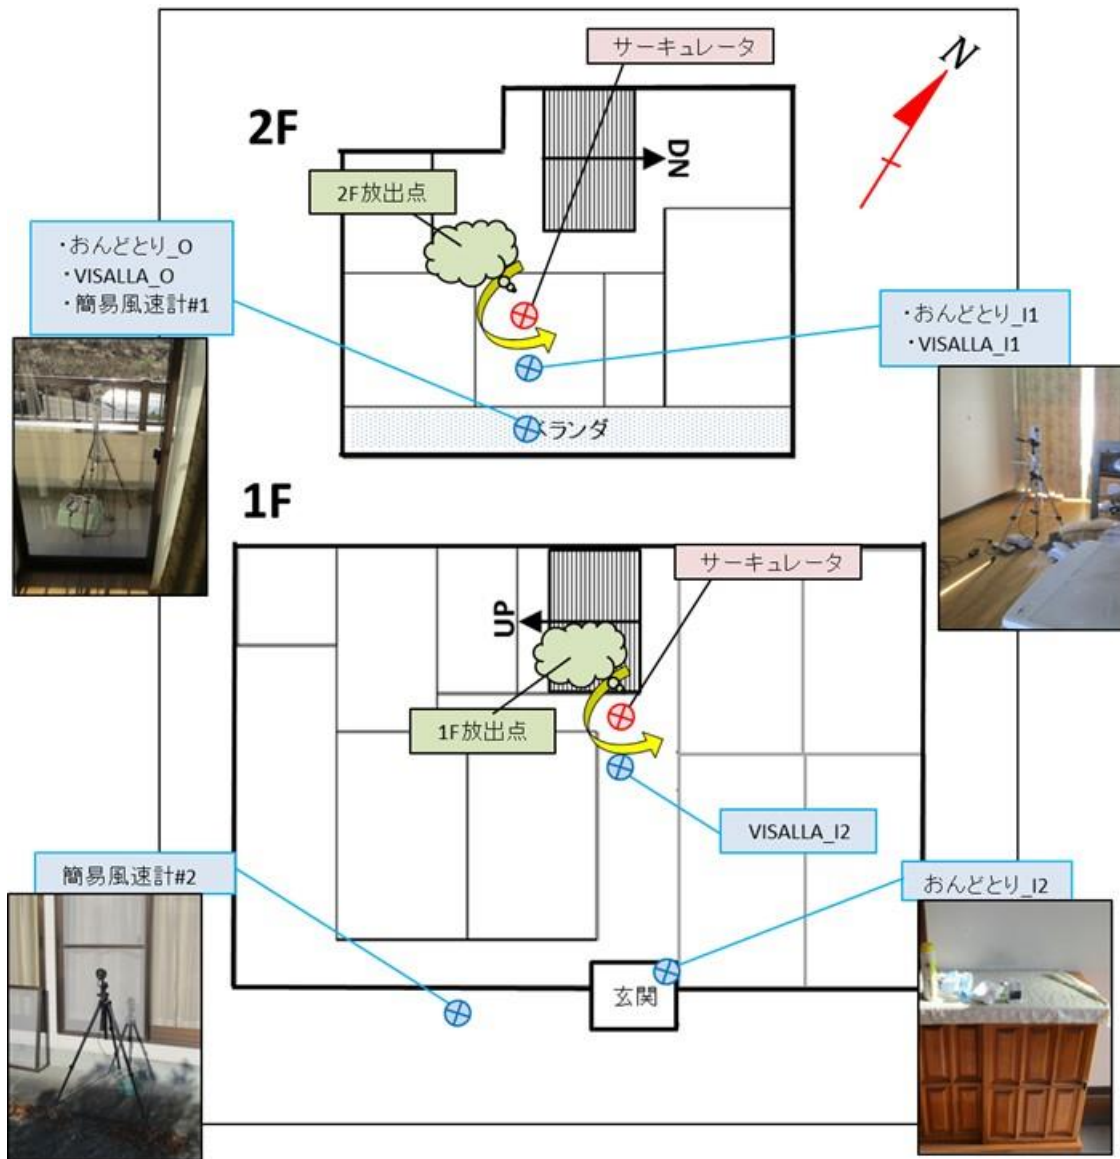 サーキュレータ
N
2F
DN
2F放出点
・おんどとり_O
・VISALLA_O
・簡易風速計#1
・おんどとり_I1
・VISALLA_I1
ベランダ
1F
サーキュレータ
UP
1F放出点
VISALLA_I2
簡易風速計#2
おんどとり_I2
玄関